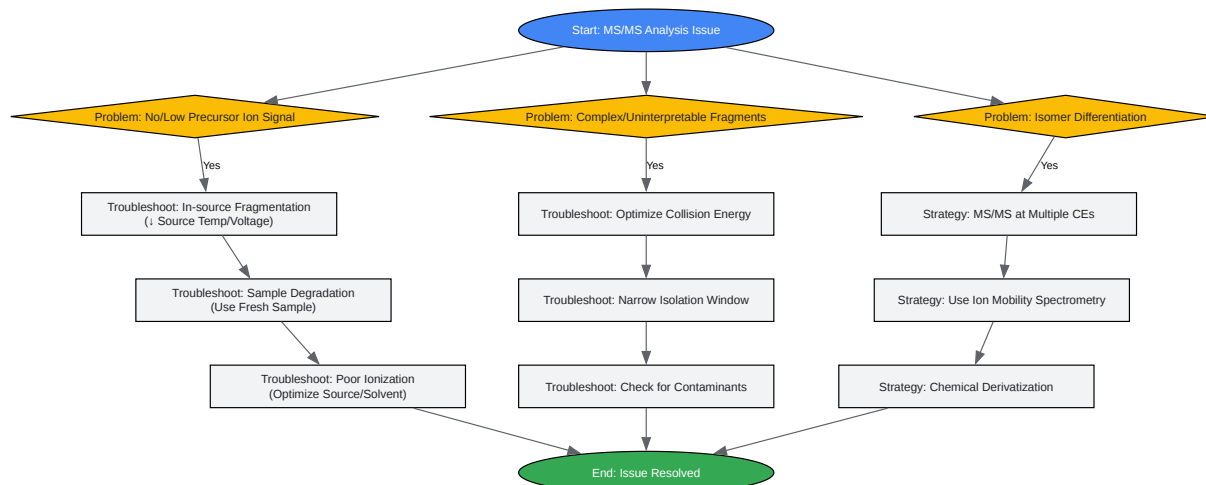 Start: MS/MS Analysis Issue
Problem: No/Low Precursor Ion Signal
Problem: Complex/Uninterpretable Fragments
Problem: Isomer Differentiation
Yes
Yes
Yes
Troubleshoot: In-source Fragmentation
(↓ Source Temp/Voltage)
Troubleshoot: Optimize Collision Energy
Strategy: MS/MS at Multiple CEs
Troubleshoot: Sample Degradation
(Use Fresh Sample)
Troubleshoot: Narrow Isolation Window
Strategy: Use Ion Mobility Spectrometry
Troubleshoot: Poor Ionization
(Optimize Source/Solvent)
Troubleshoot: Check for Contaminants
Strategy: Chemical Derivatization
End: Issue Resolved